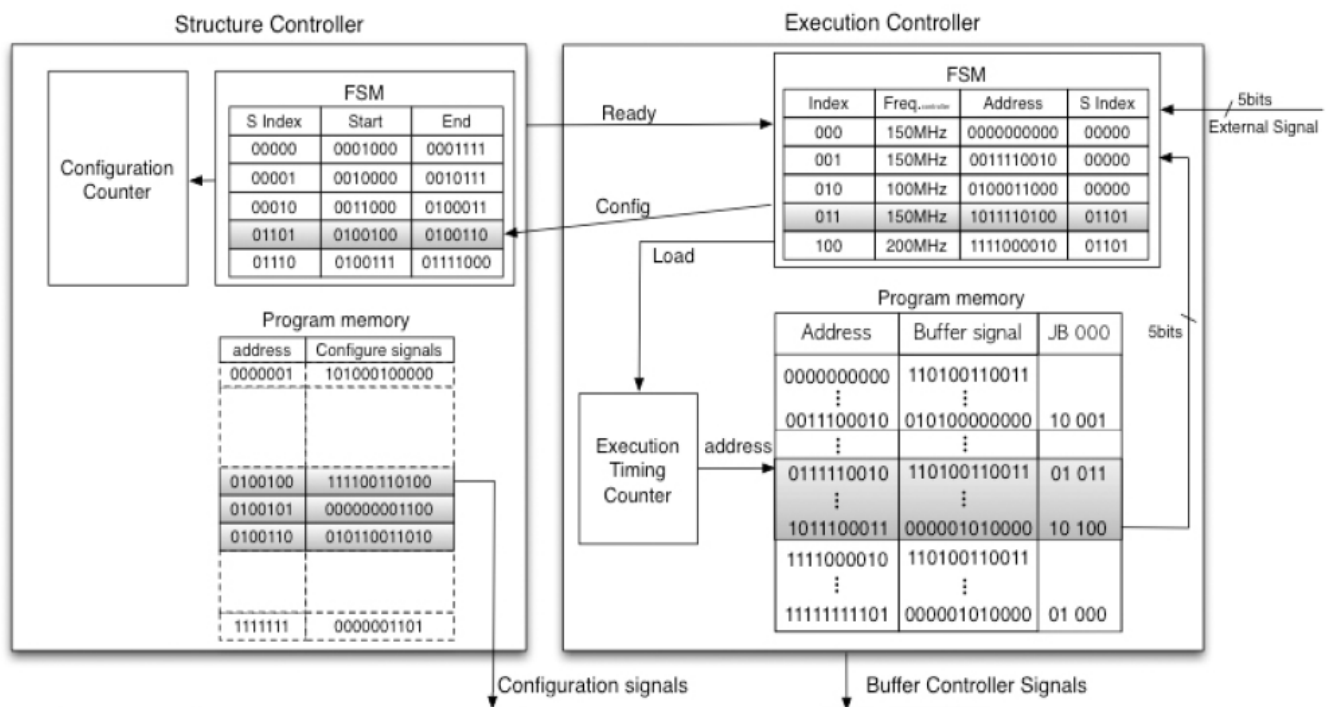 Structure Controller
Execution Controller
FSM
S Index Start End
00000 0001000 0001111
00001 0010000 0010111
00010 0011000 0100011
01101 0100100 0100110
01110 0100111 01111000
Configuration
Counter
Ready
Config
Load
FSM
Index Freq.controller Address S Index
000 150MHz 0000000000 00000
001 150MHz 0011110010 00000
010 100MHz 0100011000 00000
011 150MHz 1011110100 01101
100 200MHz 1111000010 01101
5bits
External Signal
Program memory
address Configure signals
0000001 101000100000
0100100 111100110100
0100101 000000001100
0100110 010110011010
1111111 0000001101
Execution
Timing
Counter
address
Program memory
Address Buffer signal JB 000
0000000000 110100110011
0011100010 010100000000 10 001
0111110010 110100110011 01 011
1011100011 000001010000 10 100
1111000010 110100110011
11111111101 000001010000 01 000
5bits
Configuration signals
Buffer Controller Signals